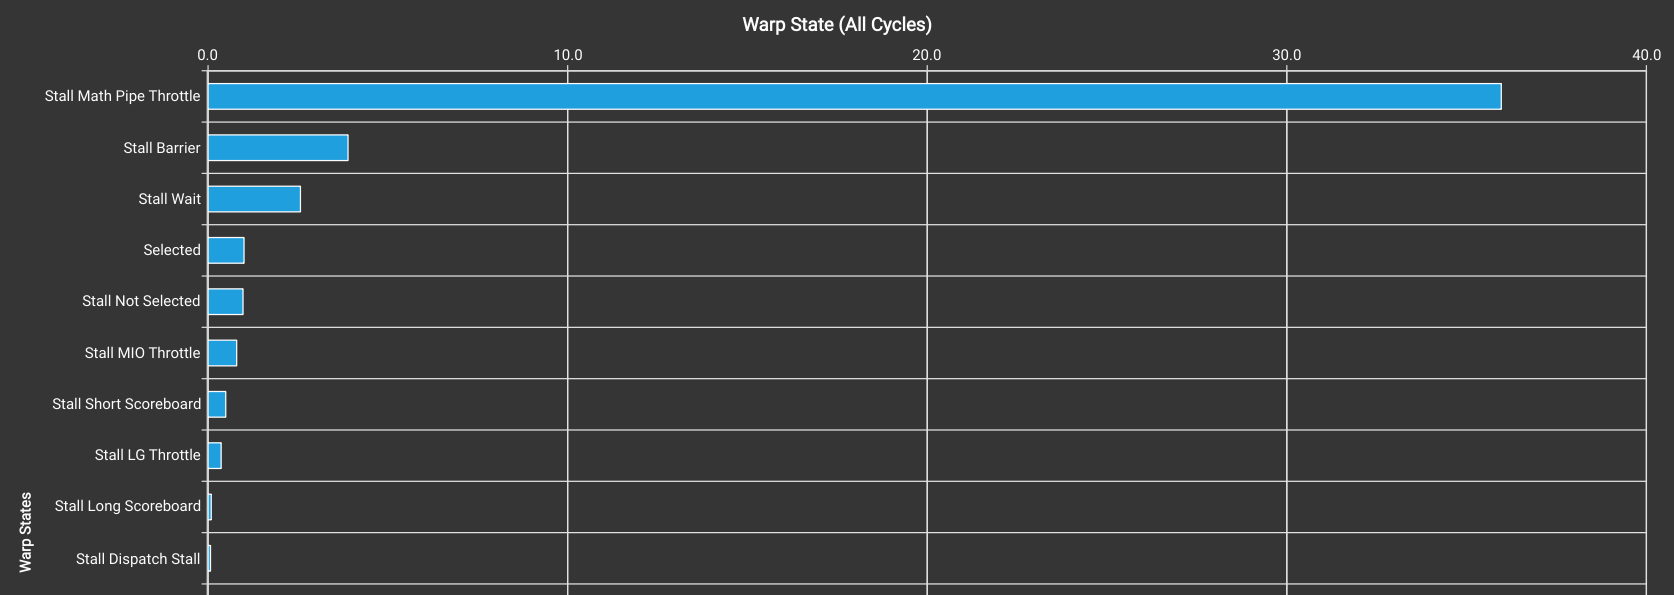 Warp State (All Cycles)
0.0 10.0 20.0 30.0 40.0
Stall Math Pipe Throttle
Stall Barrier
Stall Wait
Selected
Stall Not Selected
Stall MIO Throttle
Stall Short Scoreboard
Stall LG Throttle
Stall Long Scoreboard
Stall Dispatch Stall
Warp States